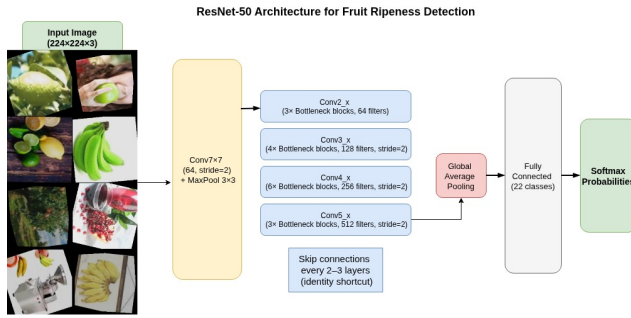 ResNet-50 Architecture for Fruit Ripeness Detection
Input Image
(224×224×3)
Conv7×7
(64, stride=2)
+ MaxPool 3×3
Conv2_x
(3× Bottleneck blocks, 64 filters)
Conv3_x
(4× Bottleneck blocks, 128 filters, stride=2)
Conv4_x
(6× Bottleneck blocks, 256 filters, stride=2)
Conv5_x
(3× Bottleneck blocks, 512 filters, stride=2)
Skip connections
every 2–3 layers
(identity shortcut)
Global
Average
Pooling
Fully
Connected
(22 classes)
Softmax
Probabilities